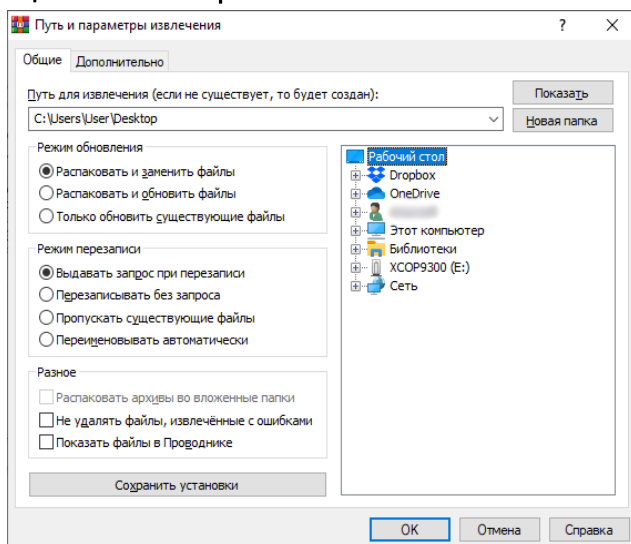 Путь и параметры извлечения
Общие
Дополнительно
Путь для извлечения (если не существует, то будет создан):
Показать
C:\Users\User\Desktop
Новая папка
Режим обновления
Распаковать и заменить файлы
Распаковать и обновить файлы
Только обновить существующие файлы
Режим перезаписи
Выдавать запрос при перезаписи
Перезаписывать без запроса
Пропускать существующие файлы
Переименовывать автоматически
Разное
Распаковать архивы во вложенные папки
Не удалять файлы, извлечённые с ошибками
Показать файлы в Проводнике
Сохранить установки
Рабочий стол
Dropbox
OneDrive
Этот компьютер
Библиотеки
XCOP9300 (E:)
Сеть
OK
Отмена
Справка